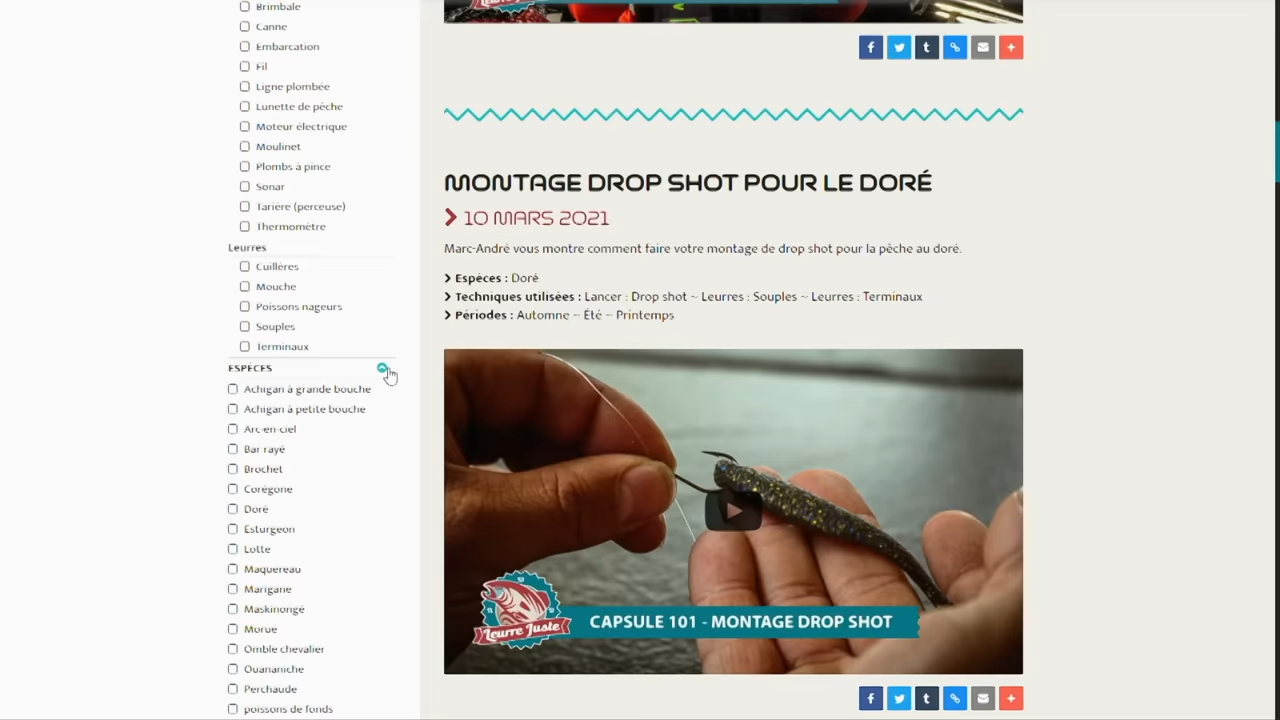 Brimbale
Canne
Embarcation
Fil
Ligne plombée
Lunette de pêche
Moteur électrique
Moulinet
Plombs à pince
Sonar
Tarière (perceuse)
Thermomètre
Leurres
Cuillères
Mouche
Poissons nageurs
Souples
Terminaux
ESPÈCES
Achigan à grande bouche
Achigan à petite bouche
Arc-en-ciel
Bar rayé
Brochet
Corégone
Doré
Esturgeon
Lotte
Maquereau
Marigane
Maskinongé
Morue
Omble chevalier
Ouananiche
Perchaude
poissons de fonds
MONTAGE DROP SHOT POUR LE DORÉ
10 MARS 2021
Marc-André vous montre comment faire votre montage de drop shot pour la pêche au doré.
Espèces : Doré
Techniques utilisées : Lancer : Drop shot ~ Leurres : Souples ~ Leurres : Terminaux
Périodes : Automne ~ Été ~ Printemps
Leurre Juste
CAPSULE 101 - MONTAGE DROP SHOT